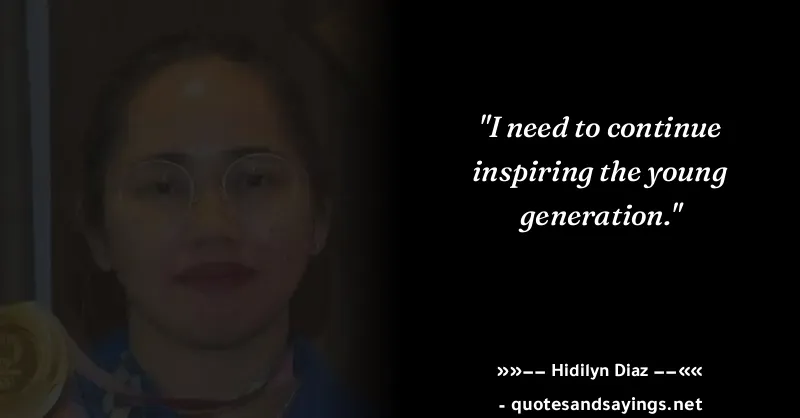 "I need to continue
inspiring the young
generation."
»»−− Hidilyn Diaz −−««
- quotesandsayings.net